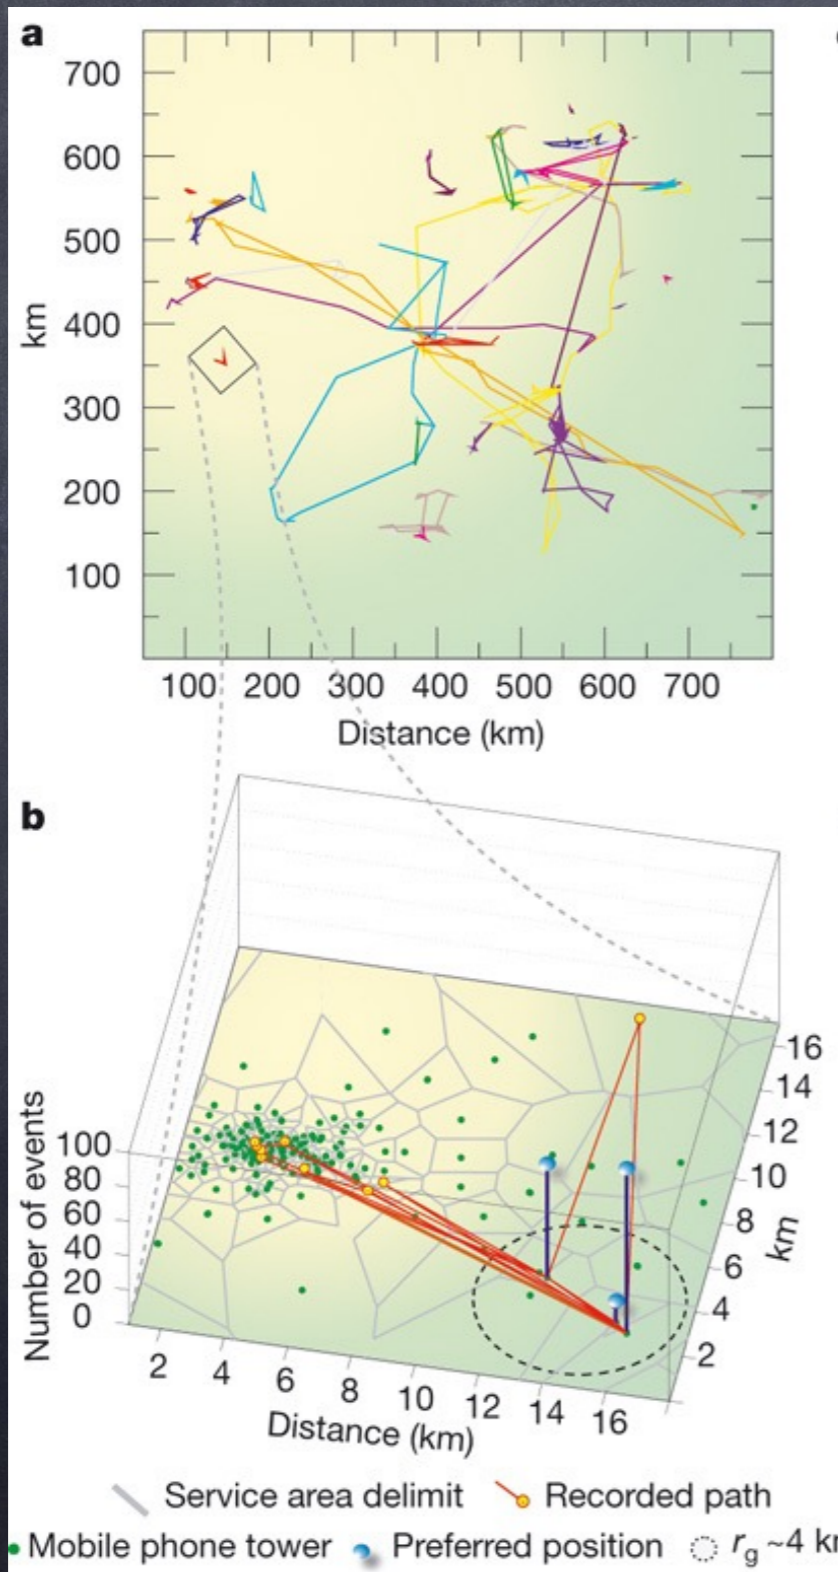 a
700
600
500
400
300
200
100
km
100 200 300 400 500 600 700
Distance (km)
b
Number of events
100
80
60
40
20
0
2 4 6 8 10 12 14 16
Distance (km)
16
14
12
10
8
6
4
2
km
Service area delimit Recorded path
Mobile phone tower Preferred position rg ~4 k